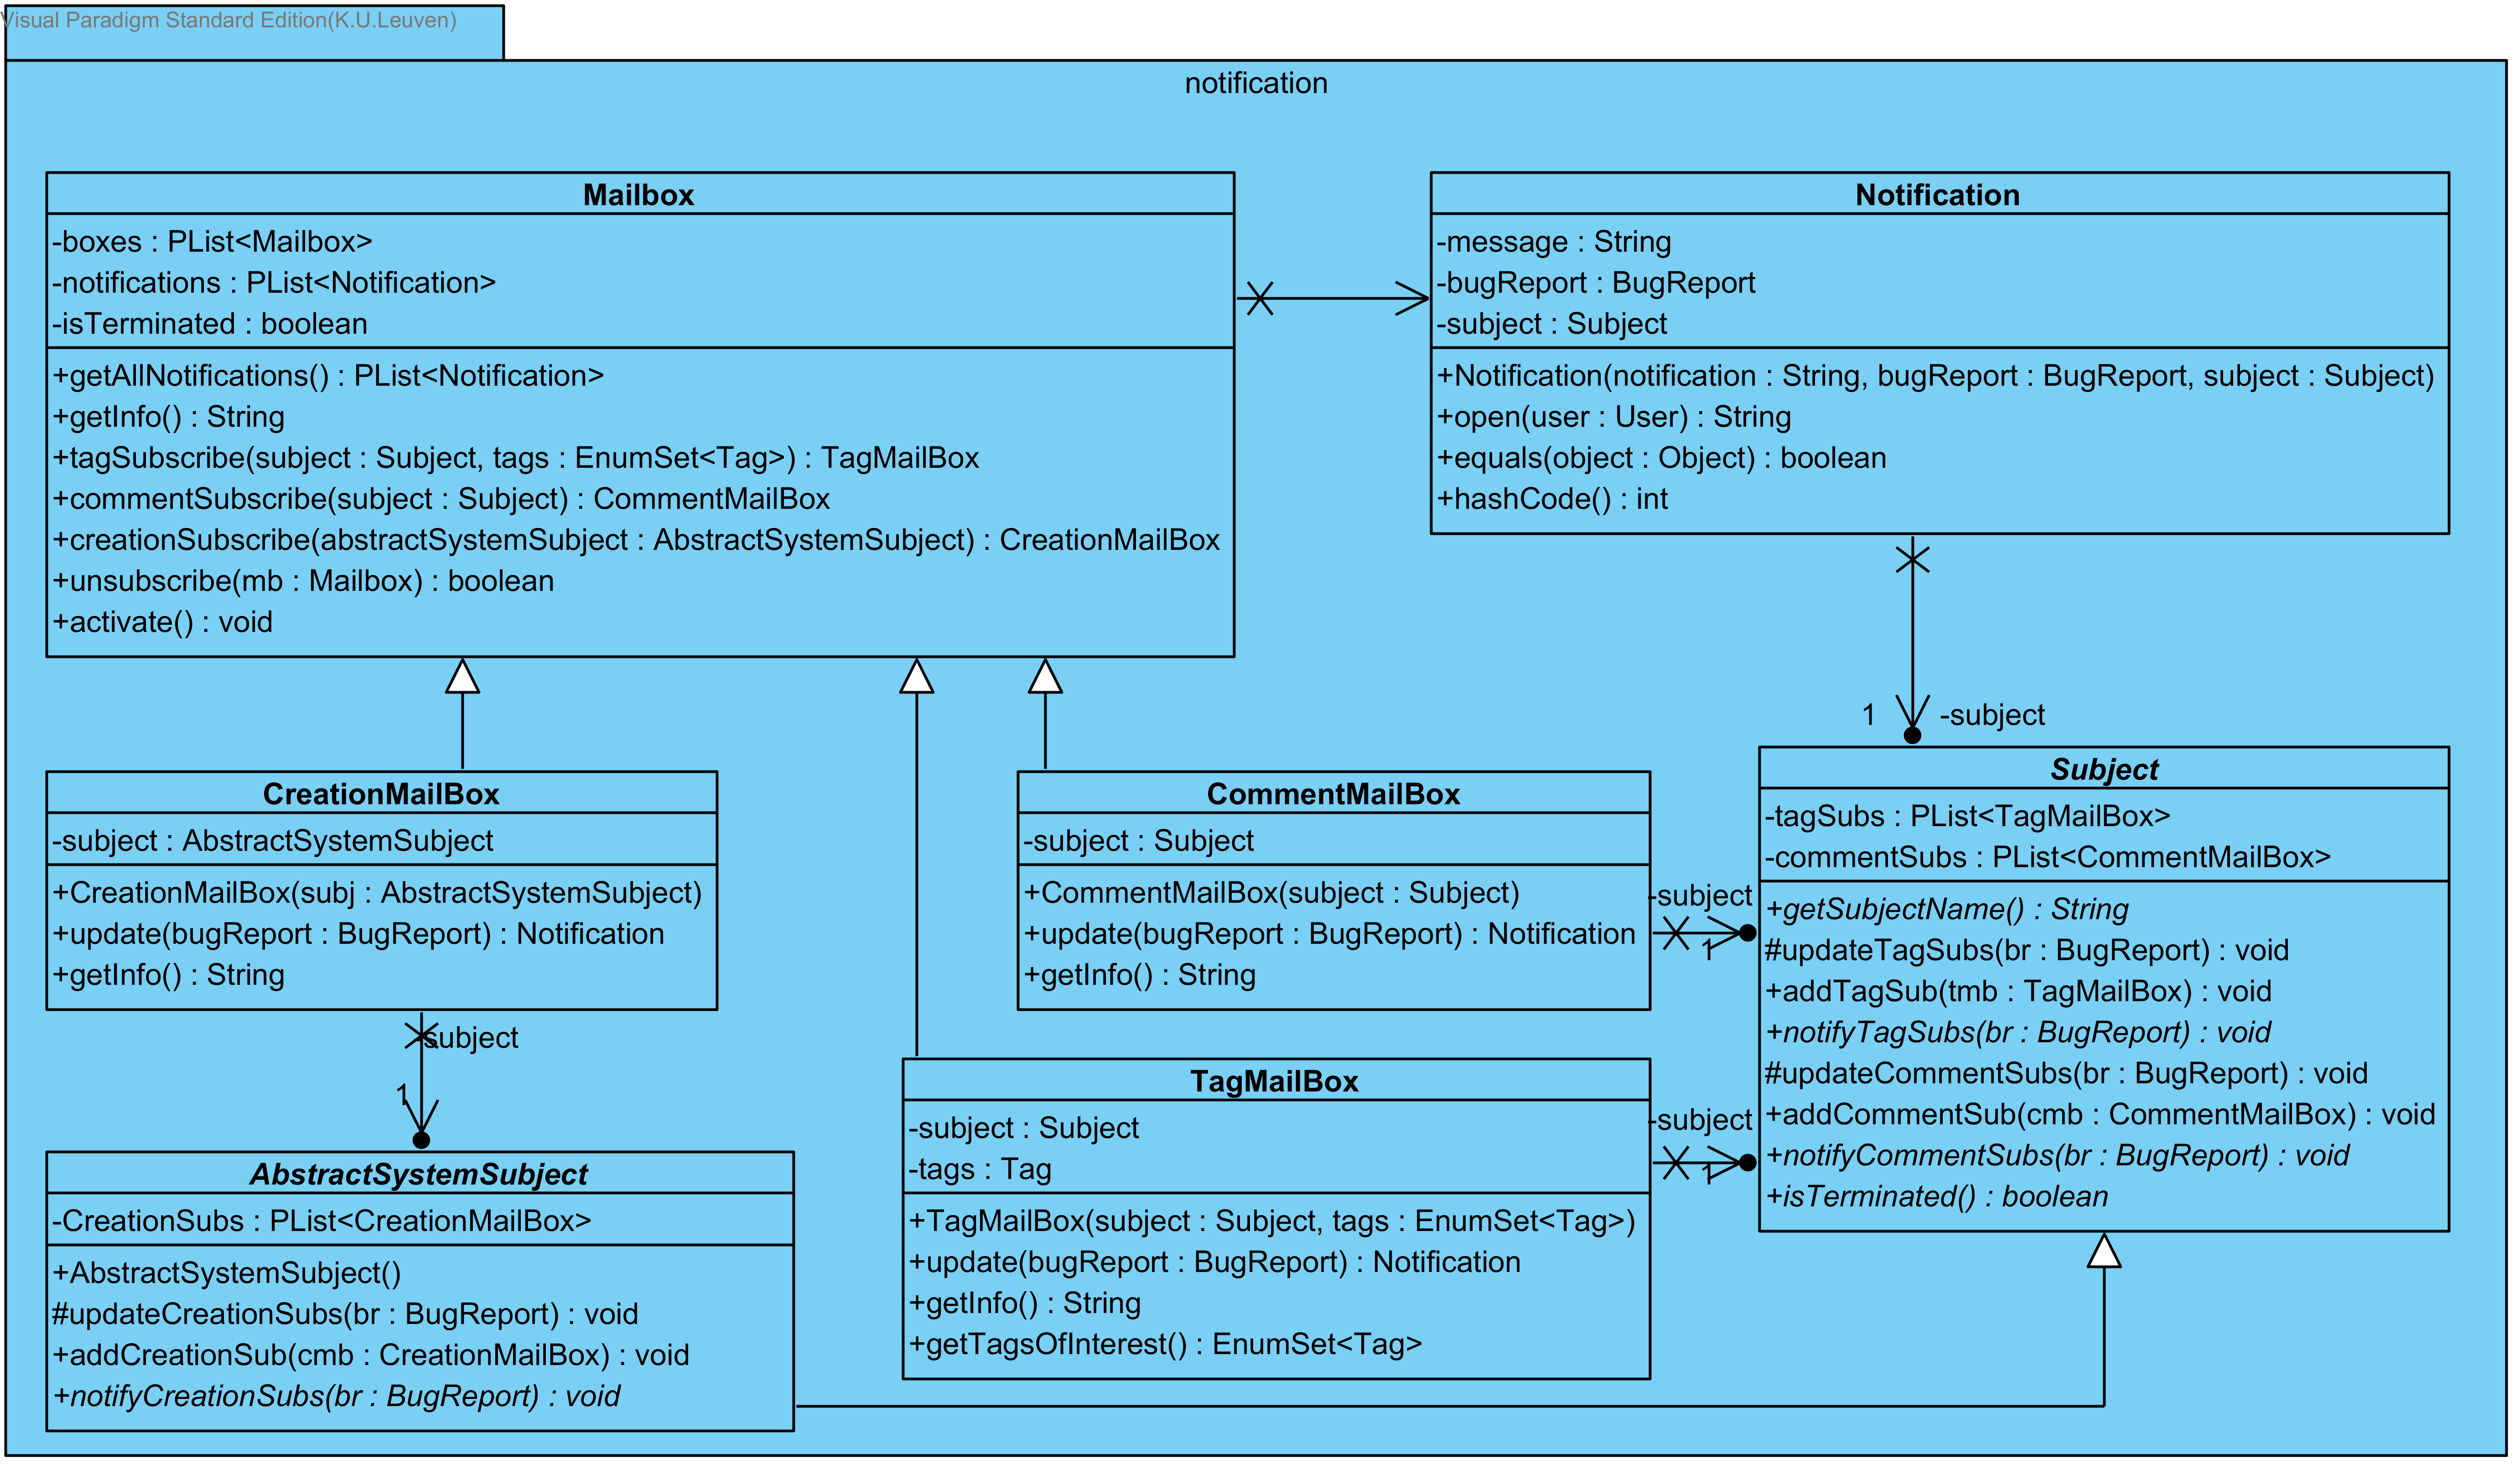 Visual Paradigm Standard Edition(K.U.Leuven)
notification
Mailbox
-boxes : PList<Mailbox>
-notifications : PList<Notification>
-isTerminated : boolean
+getAllNotifications() : PList<Notification>
+getInfo() : String
+tagSubscribe(subject : Subject, tags : EnumSet<Tag>) : TagMailBox
+commentSubscribe(subject : Subject) : CommentMailBox
+creationSubscribe(abstractSystemSubject : AbstractSystemSubject) : CreationMailBox
+unsubscribe(mb : Mailbox) : boolean
+activate() : void
Notification
-message : String
-bugReport : BugReport
-subject : Subject
+Notification(notification : String, bugReport : BugReport, subject : Subject)
+open(user : User) : String
+equals(object : Object) : boolean
+hashCode() : int
1
-subject
CreationMailBox
-subject : AbstractSystemSubject
+CreationMailBox(subj : AbstractSystemSubject)
+update(bugReport : BugReport) : Notification
+getInfo() : String
-subject
1
CommentMailBox
-subject : Subject
+CommentMailBox(subject : Subject)
+update(bugReport : BugReport) : Notification
+getInfo() : String
-subject
1
Subject
-tagSubs : PList<TagMailBox>
-commentSubs : PList<CommentMailBox>
+getSubjectName() : String
#updateTagSubs(br : BugReport) : void
+addTagSub(tmb : TagMailBox) : void
+notifyTagSubs(br : BugReport) : void
#updateCommentSubs(br : BugReport) : void
+addCommentSub(cmb : CommentMailBox) : void
+notifyCommentSubs(br : BugReport) : void
+isTerminated() : boolean
AbstractSystemSubject
-CreationSubs : PList<CreationMailBox>
+AbstractSystemSubject()
#updateCreationSubs(br : BugReport) : void
+addCreationSub(cmb : CreationMailBox) : void
+notifyCreationSubs(br : BugReport) : void
TagMailBox
-subject : Subject
-tags : Tag
+TagMailBox(subject : Subject, tags : EnumSet<Tag>)
+update(bugReport : BugReport) : Notification
+getInfo() : String
+getTagsOfInterest() : EnumSet<Tag>
-subject
1